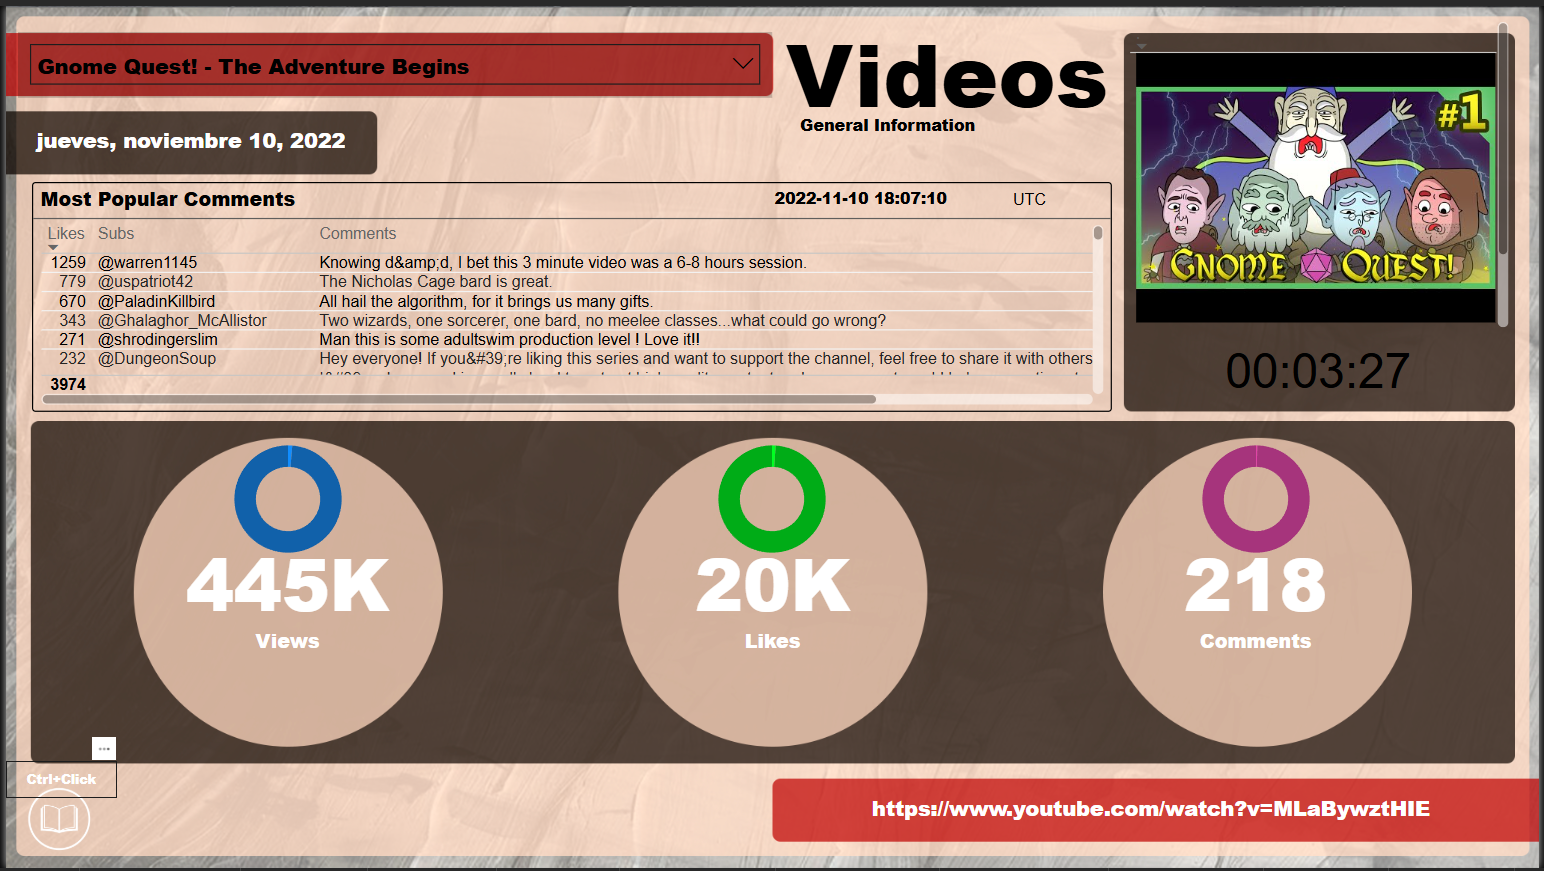 Gnome Quest! - The Adventure Begins
Videos
General Information
jueves, noviembre 10, 2022
#1
GNOME QUEST!
00:03:27
Most Popular Comments 2022-11-10 18:07:10 UTC
Likes Subs Comments
1259 @warren1145 Knowing d&amp;d, I bet this 3 minute video was a 6-8 hours session.
779 @uspatriot42 The Nicholas Cage bard is great.
670 @PaladinKillbird All hail the algorithm, for it brings us many gifts.
343 @Ghalaghor_McAllistor Two wizards, one sorcerer, one bard, no meelee classes...what could go wrong?
271 @shrodingerslim Man this is some adultswim production level ! Love it!!
232 @DungeonSoup Hey everyone! If you&#39;re liking this series and want to support the channel, feel free to share it with others
3974
445K
Views
20K
Likes
218
Comments
Ctrl+Click
https://www.youtube.com/watch?v=MLaBywztHIE